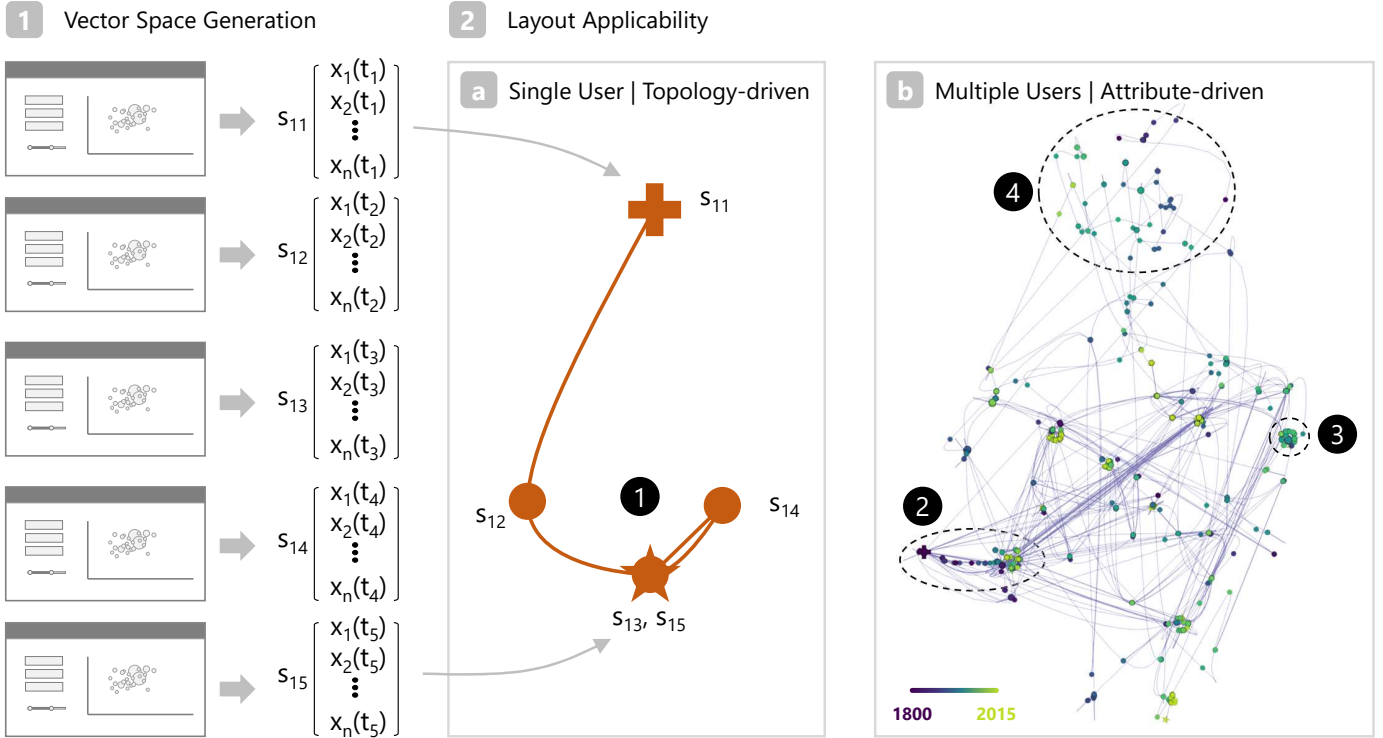 1 Vector Space Generation
2 Layout Applicability
s11
x1(t1)
x2(t1)
⋮
xn(t1)
s12
x1(t2)
x2(t2)
⋮
xn(t2)
s13
x1(t3)
x2(t3)
⋮
xn(t3)
s14
x1(t4)
x2(t4)
⋮
xn(t4)
s15
x1(t5)
x2(t5)
⋮
xn(t5)
a Single User | Topology-driven
s11
s12
1
s14
s13, s15
b Multiple Users | Attribute-driven
4
3
2
1800 2015